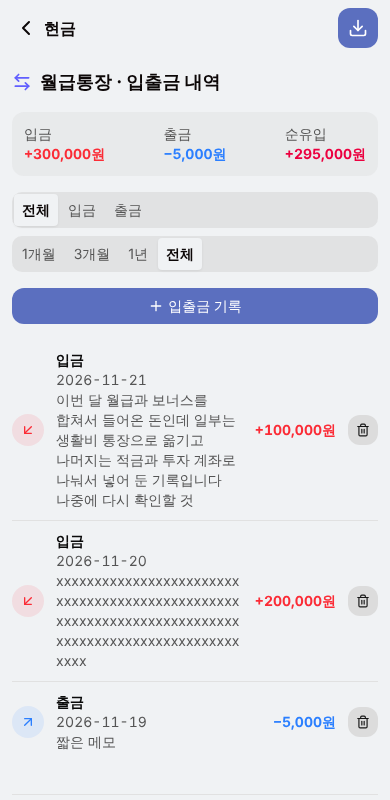 현금
월급통장 · 입출금 내역
입금 출금 순유입
+300,000원 −5,000원 +295,000원
전체 입금 출금
1개월 3개월 1년 전체
+ 입출금 기록
입금
2026-11-21
이번 달 월급과 보너스를
합쳐서 들어온 돈인데 일부는
생활비 통장으로 옮기고
나머지는 적금과 투자 계좌로
나눠서 넣어 둔 기록입니다
나중에 다시 확인할 것
+100,000원
입금
2026-11-20
xxxxxxxxxxxxxxxxxxxxxxxx
xxxxxxxxxxxxxxxxxxxxxxxx
xxxxxxxxxxxxxxxxxxxxxxxx
xxxxxxxxxxxxxxxxxxxxxxxx
xxxx
+200,000원
출금
2026-11-19
짧은 메모
−5,000원